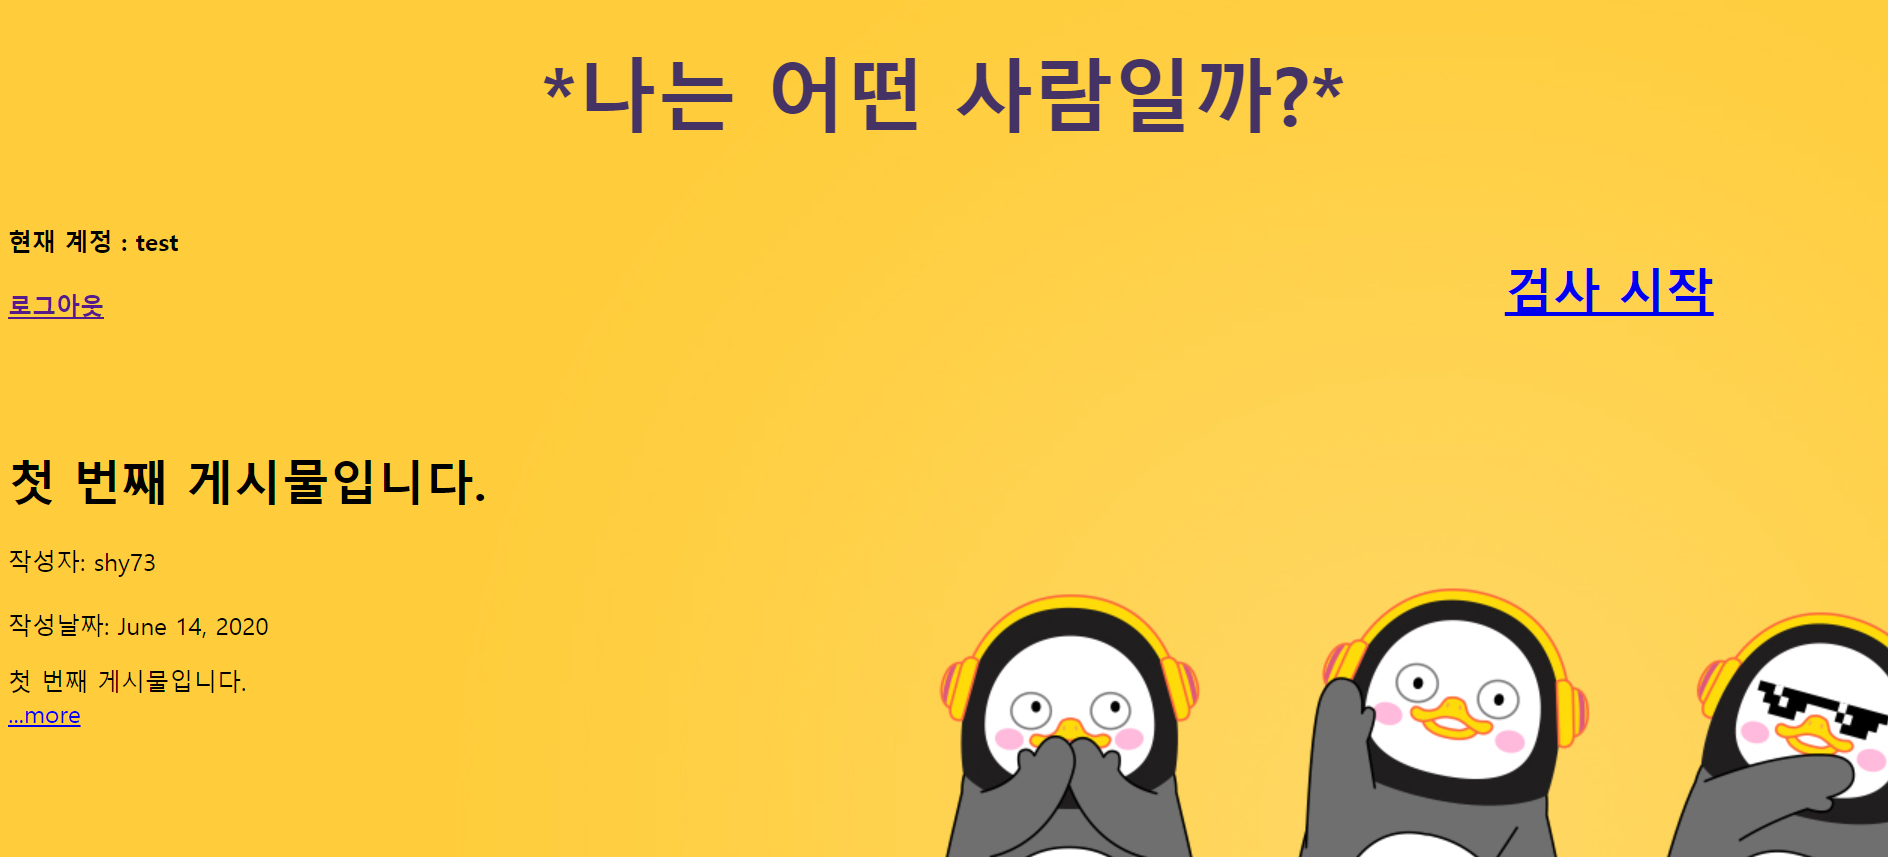 *나는 어떤 사람일까?*
현재 계정 : test
로그아웃
검사 시작
첫 번째 게시물입니다.
작성자: shy73
작성날짜: June 14, 2020
첫 번째 게시물입니다.
...more